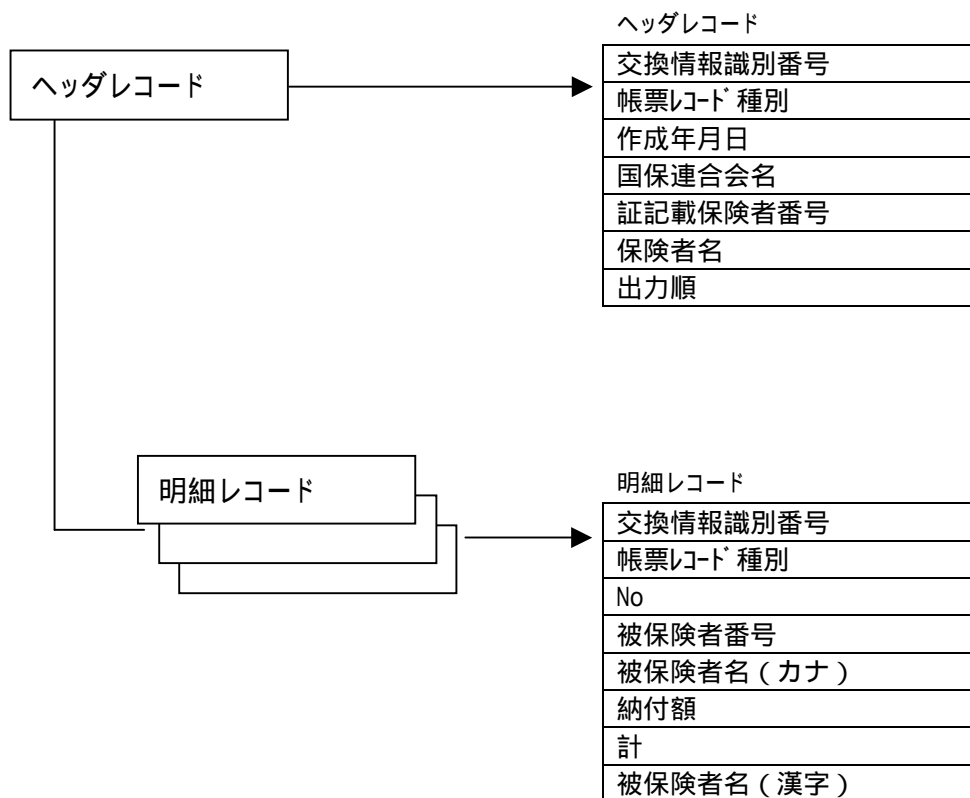 ヘッダレコード
ヘッダレコード
交換情報識別番号
帳票ﾚｺｰﾄﾞ種別
作成年月日
国保連合会名
証記載保険者番号
保険者名
出力順
明細レコード
明細レコード
交換情報識別番号
帳票ﾚｺｰﾄﾞ種別
No
被保険者番号
被保険者名(カナ)
納付額
計
被保険者名(漢字)